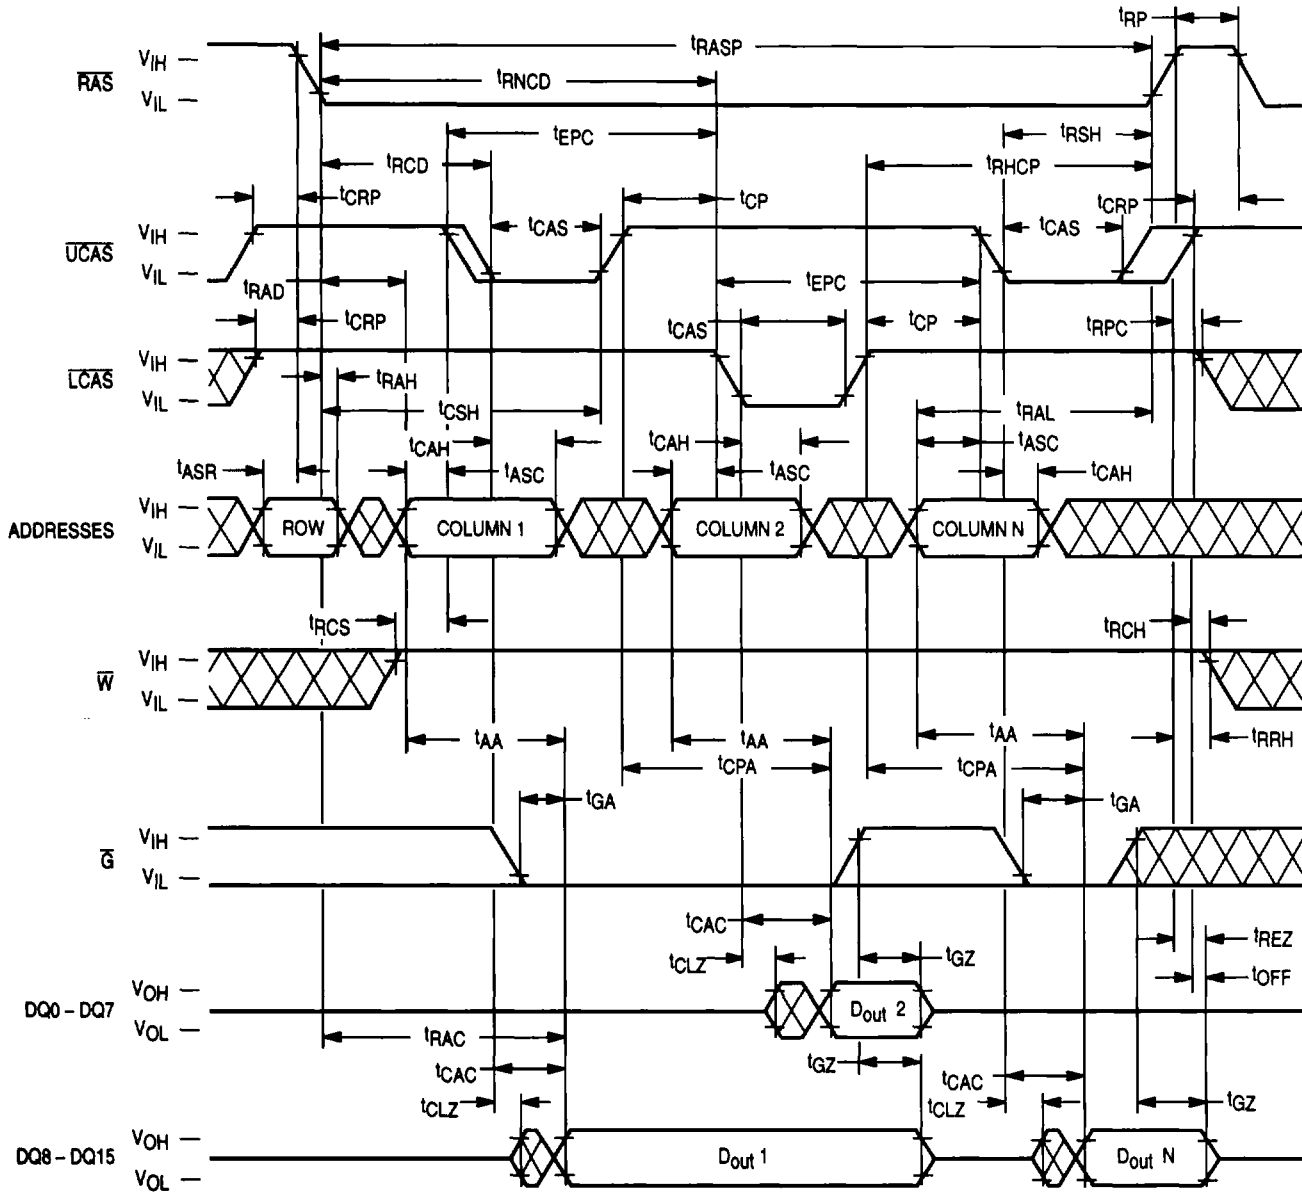 tRP
tRASP
VIH
RAS
tRNCD
VIL
tEPC
tRSH
tRCD
tRHCP
tCRP
tCP
tCRP
VIH
tCAS
tCAS
UCAS
VIL
tRAD
tEPC
tCRP
tCAS
tCP
tRPC
VIH
LCAS
tRAH
VIL
tCSH
tRAL
tCAH
tCAH
tASC
tASR
tASC
tASC
tCAH
VIH
ADDRESSES
ROW
COLUMN 1
COLUMN 2
COLUMN N
VIL
tRCS
tRCH
VIH
W
VIL
tAA
tAA
tAA
tRRH
tCPA
tCPA
tGA
tGA
VIH
G
VIL
tCAC
tREZ
tCLZ
tGZ
tOFF
VOH
DQ0 – DQ7
Dout 2
VOL
tRAC
tGZ
tCAC
tCAC
tCLZ
tCLZ
tGZ
VOH
DQ8 – DQ15
Dout 1
Dout N
VOL